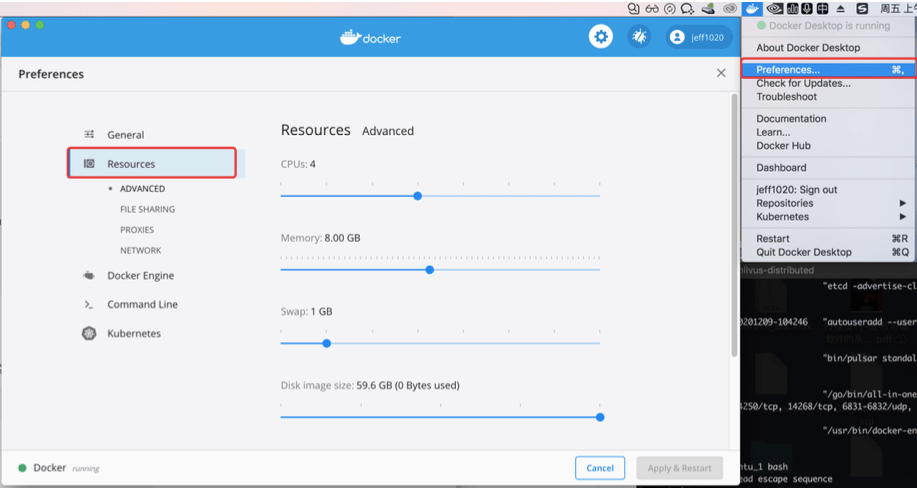 周五上
docker
jeff1020
Preferences
General
Resources
ADVANCED
FILE SHARING
PROXIES
NETWORK
Docker Engine
Command Line
Kubernetes
Resources Advanced
CPUs: 4
Memory: 8.00 GB
Swap: 1 GB
Disk image size: 59.6 GB (0 Bytes used)
Docker running
Cancel
Apply & Restart
Docker Desktop is running
About Docker Desktop
Preferences... ⌘,
Check for Updates...
Troubleshoot
Documentation
Learn...
Docker Hub
Dashboard
jeff1020: Sign out
Repositories
Kubernetes
Restart ⌘R
Quit Docker Desktop ⌘Q
ilvus-distributed
"etcd -advertise-cl
0201209-104246 "autouseradd --user
"bin/pulsar standal
"/go/bin/all-in-one
4250/tcp, 14268/tcp, 6831-6832/udp,
"/usr/bin/docker-en
ntu_1 bash
ead escape sequence